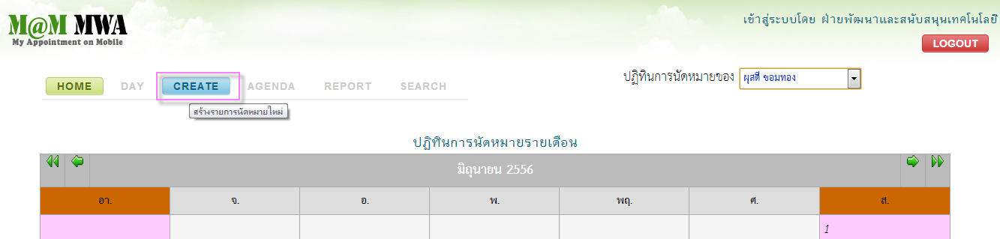 M@M MWA
My Appointment on Mobile
เข้าสู่ระบบโดย ฝ่ายพัฒนาและสนับสนุนเทคโนโลยี
LOGOUT
HOME DAY CREATE AGENDA REPORT SEARCH
ปฏิทินการนัดหมายของ ผุสดี ขอมทอง
สร้างรายการนัดหมายใหม่
ปฏิทินการนัดหมายรายเดือน
มิถุนายน 2556
อา. จ. อ. พ. พฤ. ศ. ส.
1